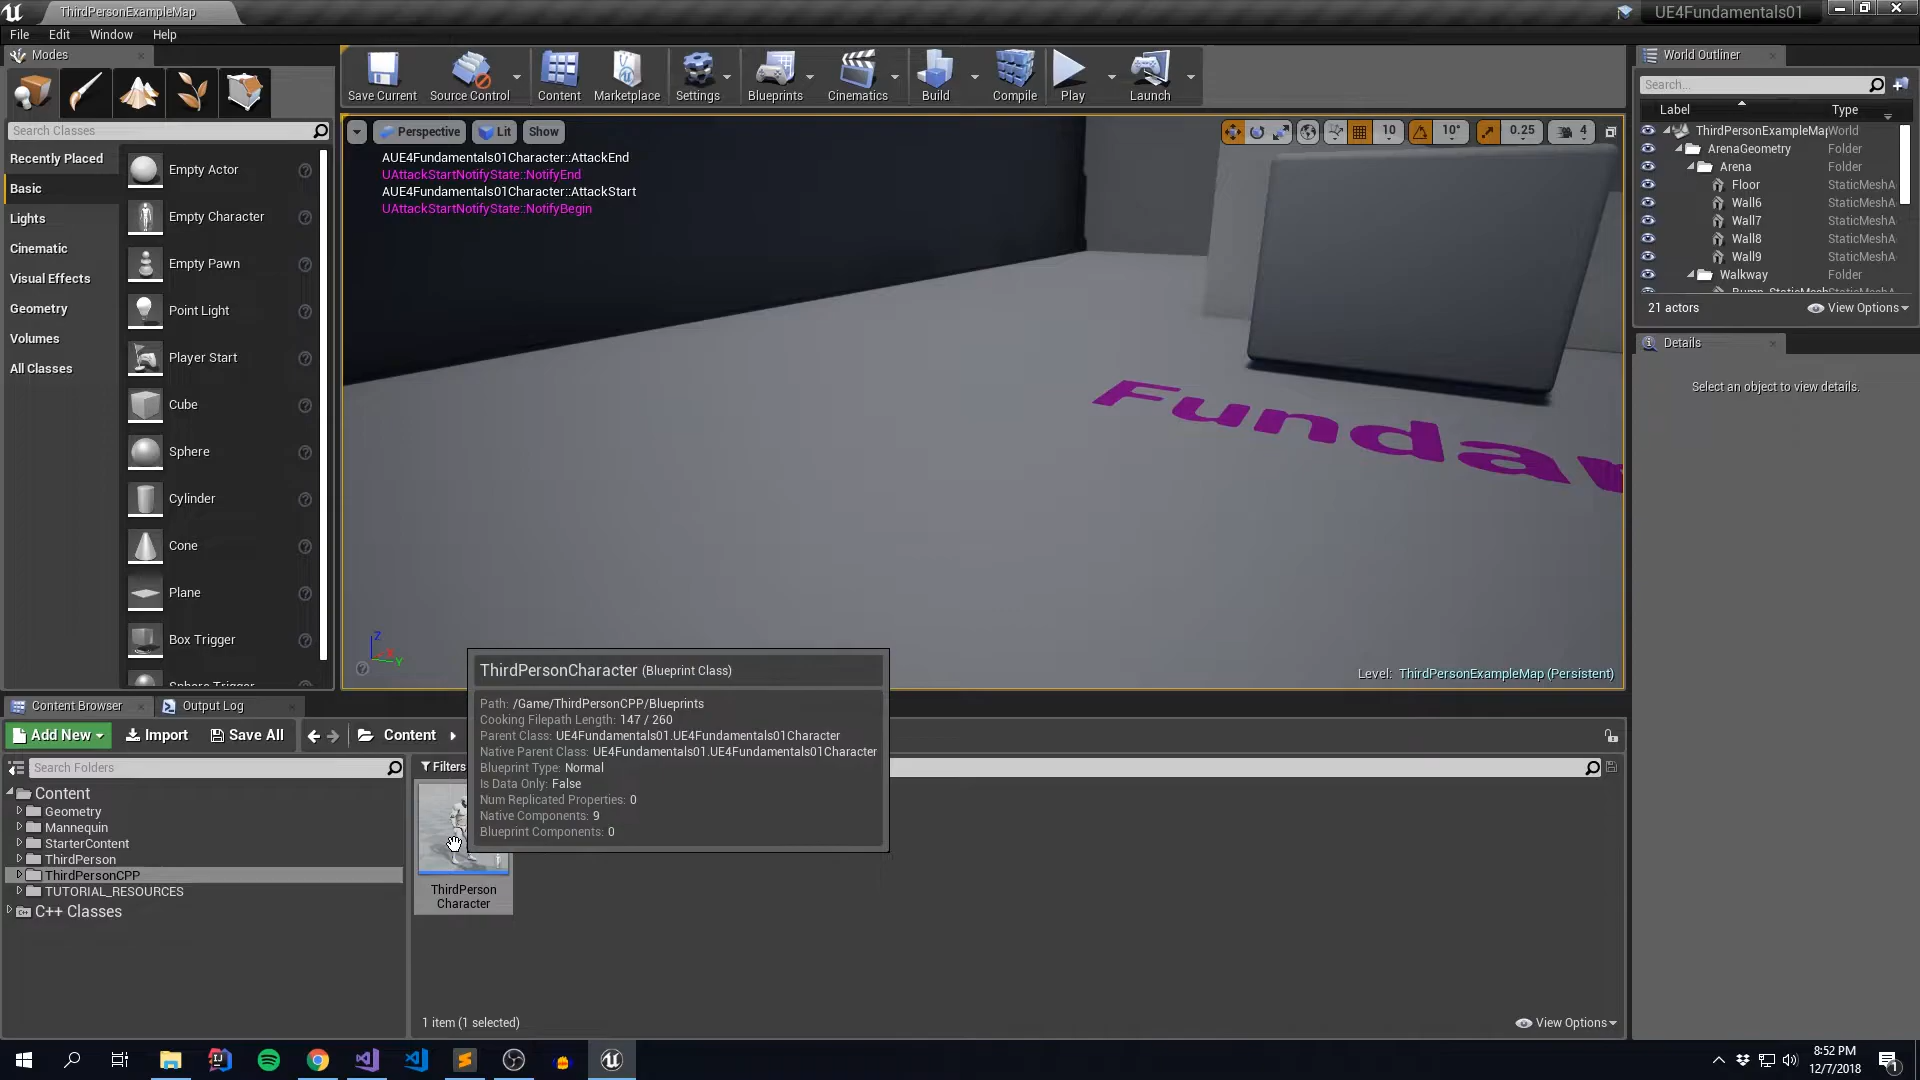 ThirdPersonExampleMap
UE4Fundamentals01
File Edit Window Help
Modes
Search Classes
Recently Placed
Basic
Lights
Cinematic
Visual Effects
Geometry
Volumes
All Classes
Empty Actor
Empty Character
Empty Pawn
Point Light
Player Start
Cube
Sphere
Cylinder
Cone
Plane
Box Trigger
Sphere Trigger
Save Current
Source Control
Content
Marketplace
Settings
Blueprints
Cinematics
Build
Compile
Play
Launch
Perspective Lit Show
10 10° 0.25 4
AUE4Fundamentals01Character::AttackEnd
UAttackStartNotifyState::NotifyEnd
AUE4Fundamentals01Character::AttackStart
UAttackStartNotifyState::NotifyBegin
Z
X
Y
Level: ThirdPersonExampleMap (Persistent)
World Outliner
Search...
Label Type
ThirdPersonExampleMap World
ArenaGeometry Folder
Arena Folder
Floor StaticMeshA
Wall6 StaticMeshA
Wall7 StaticMeshA
Wall8 StaticMeshA
Wall9 StaticMeshA
Walkway Folder
Bump_StaticMesh StaticMeshA
21 actors View Options
Details
Select an object to view details.
ThirdPersonCharacter (Blueprint Class)
Path: /Game/ThirdPersonCPP/Blueprints
Cooking Filepath Length: 147 / 260
Parent Class: UE4Fundamentals01.UE4Fundamentals01Character
Native Parent Class: UE4Fundamentals01.UE4Fundamentals01Character
Blueprint Type: Normal
Is Data Only: False
Num Replicated Properties: 0
Native Components: 9
Blueprint Components: 0
Content Browser
Output Log
Add New Import Save All Content
Search Folders
Filters
Content
Geometry
Mannequin
StarterContent
ThirdPerson
ThirdPersonCPP
TUTORIAL_RESOURCES
C++ Classes
ThirdPerson
Character
1 item (1 selected)
View Options
8:52 PM
12/7/2018
1